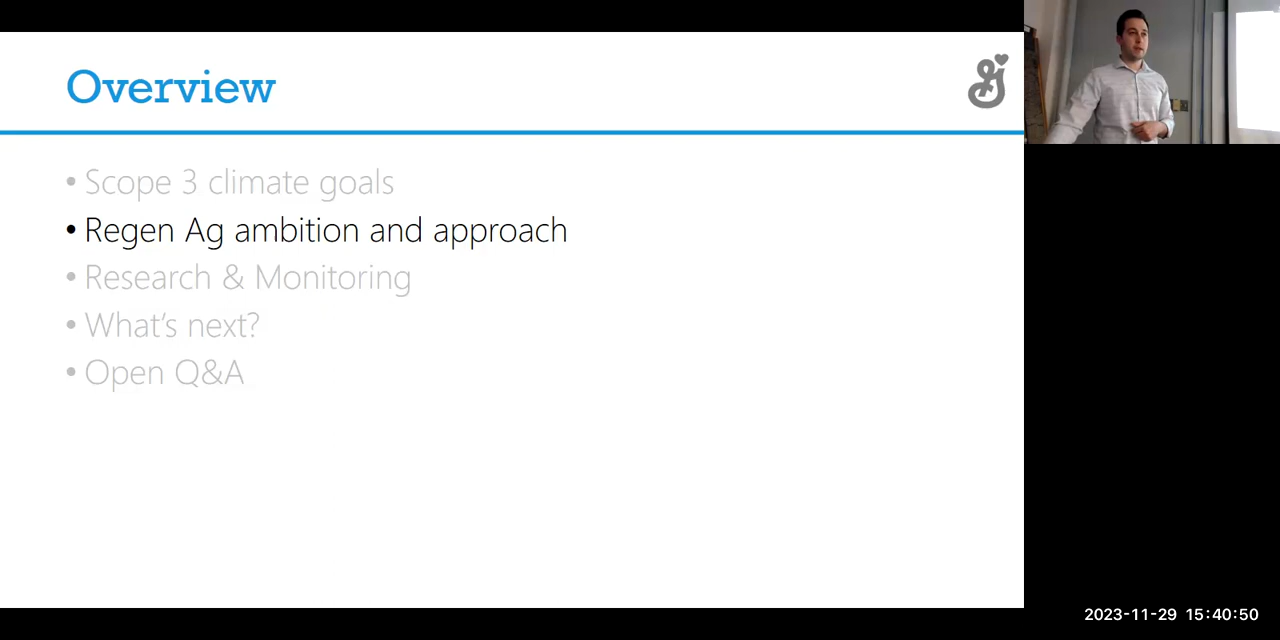 Overview
• Scope 3 climate goals
• Regen Ag ambition and approach
• Research & Monitoring
• What's next?
• Open Q&A
2023-11-29 15:40:50